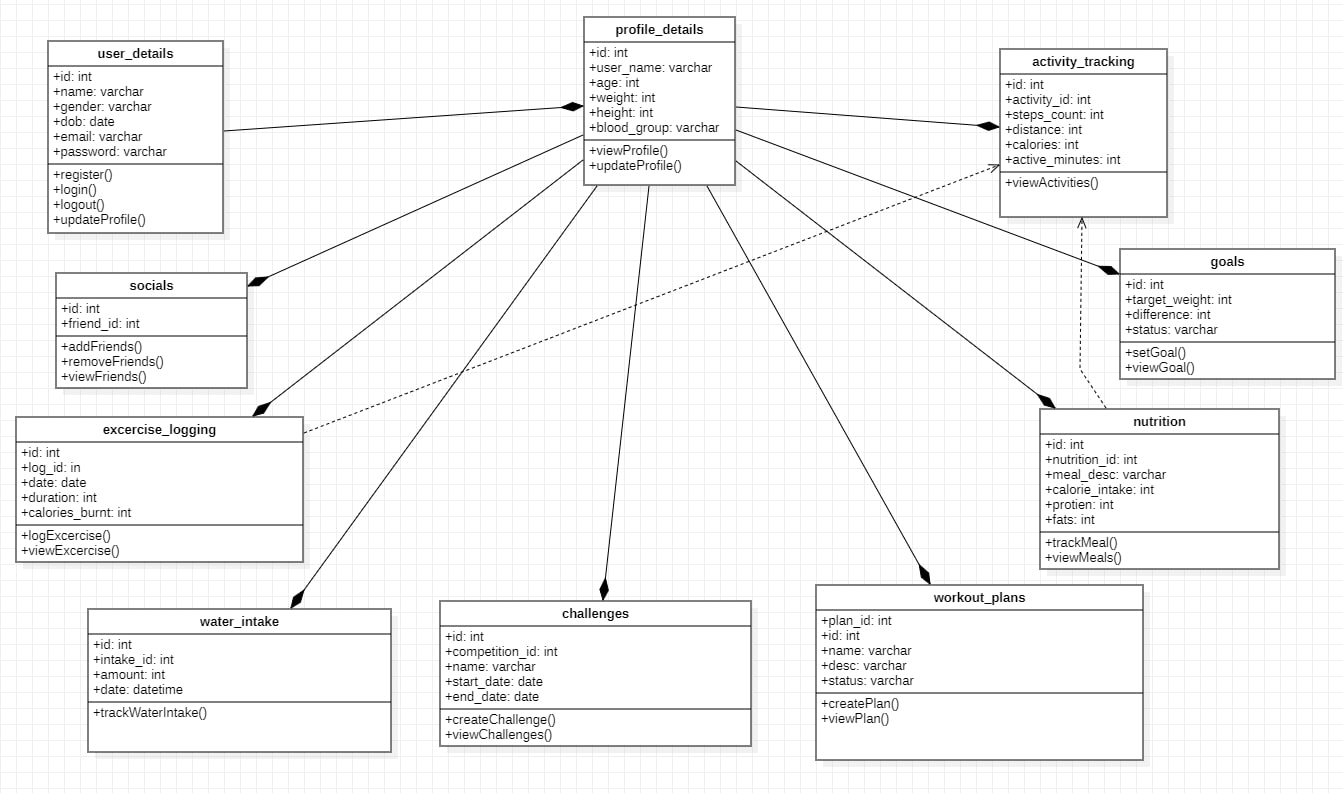 user_details
+id: int
+name: varchar
+gender: varchar
+dob: date
+email: varchar
+password: varchar
+register()
+login()
+logout()
+updateProfile()
profile_details
+id: int
+user_name: varchar
+age: int
+weight: int
+height: int
+blood_group: varchar
+viewProfile()
+updateProfile()
activity_tracking
+id: int
+activity_id: int
+steps_count: int
+distance: int
+calories: int
+active_minutes: int
+viewActivities()
socials
+id: int
+friend_id: int
+addFriends()
+removeFriends()
+viewFriends()
goals
+id: int
+target_weight: int
+difference: int
+status: varchar
+setGoal()
+viewGoal()
excercise_logging
+id: int
+log_id: in
+date: date
+duration: int
+calories_burnt: int
+logExcercise()
+viewExcercise()
nutrition
+id: int
+nutrition_id: int
+meal_desc: varchar
+calorie_intake: int
+protien: int
+fats: int
+trackMeal()
+viewMeals()
water_intake
+id: int
+intake_id: int
+amount: int
+date: datetime
+trackWaterIntake()
challenges
+id: int
+competition_id: int
+name: varchar
+start_date: date
+end_date: date
+createChallenge()
+viewChallenges()
workout_plans
+plan_id: int
+id: int
+name: varchar
+desc: varchar
+status: varchar
+createPlan()
+viewPlan()